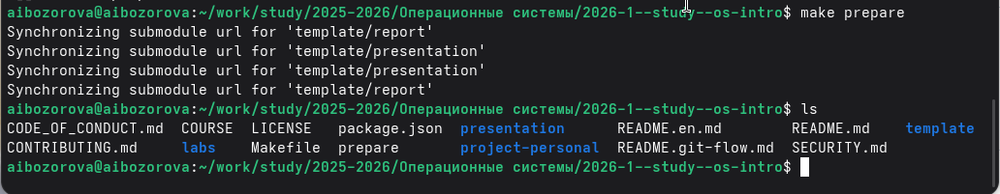 aibozorova@aibozorova:~/work/study/2025-2026/Операционные системы/2026-1--study--os-intro$ make prepare
Synchronizing submodule url for 'template/report'
Synchronizing submodule url for 'template/presentation'
Synchronizing submodule url for 'template/presentation'
Synchronizing submodule url for 'template/report'
aibozorova@aibozorova:~/work/study/2025-2026/Операционные системы/2026-1--study--os-intro$ ls
CODE_OF_CONDUCT.md  COURSE  LICENSE   package.json  presentation      README.en.md        README.md    template
CONTRIBUTING.md     labs    Makefile  prepare       project-personal  README.git-flow.md  SECURITY.md
aibozorova@aibozorova:~/work/study/2025-2026/Операционные системы/2026-1--study--os-intro$